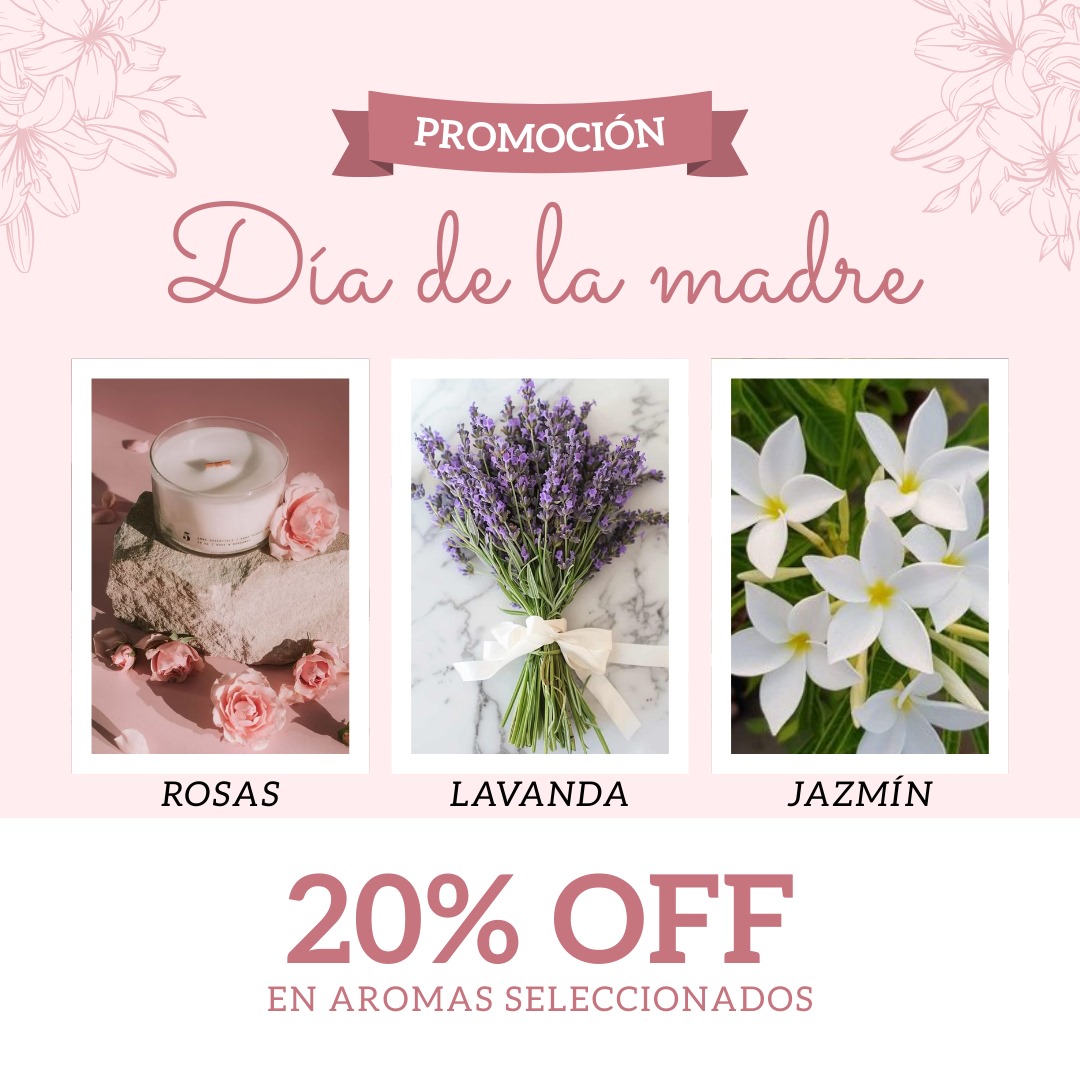 PROMOCIÓN
Día de la madre
ROSAS
LAVANDA
JAZMÍN
20% OFF
EN AROMAS SELECCIONADOS